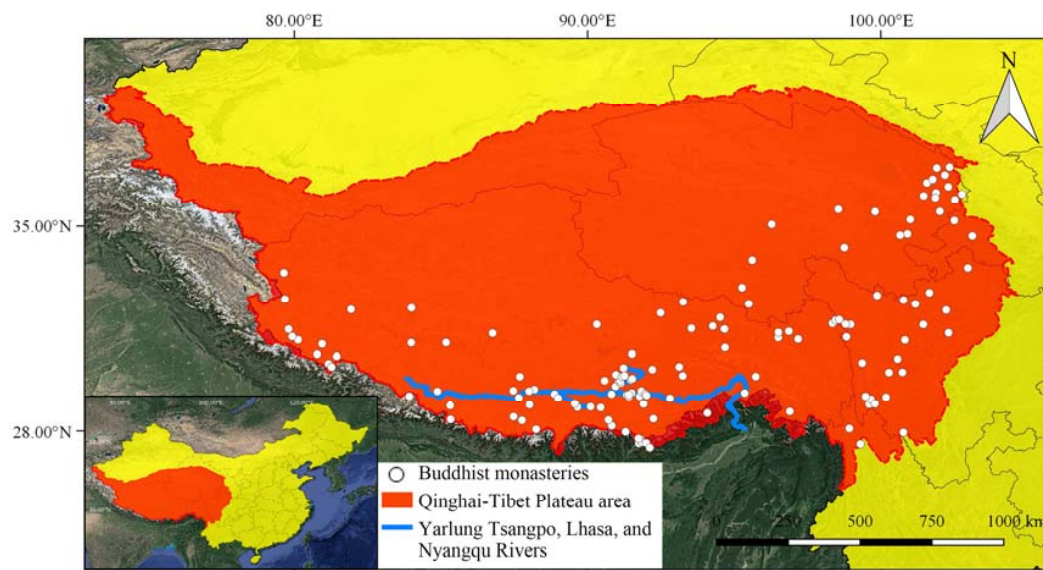 80.00°E 90.00°E 100.00°E
N
35.00°N
28.00°N
Buddhist monasteries
Qinghai-Tibet Plateau area
Yarlung Tsangpo, Lhasa, and
Nyangqu Rivers
0 250 500 750 1000 km